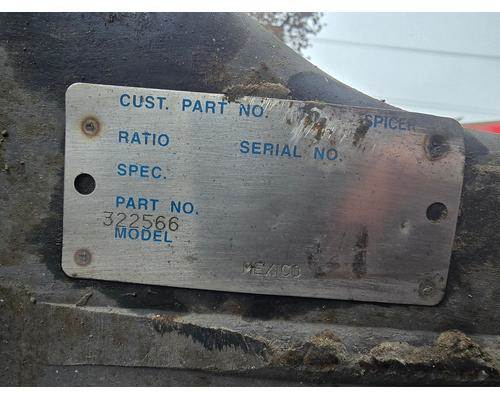 CUST. PART NO. SPICER
RATIO SERIAL NO.
SPEC.
PART NO.
322566
MODEL
MEXICO